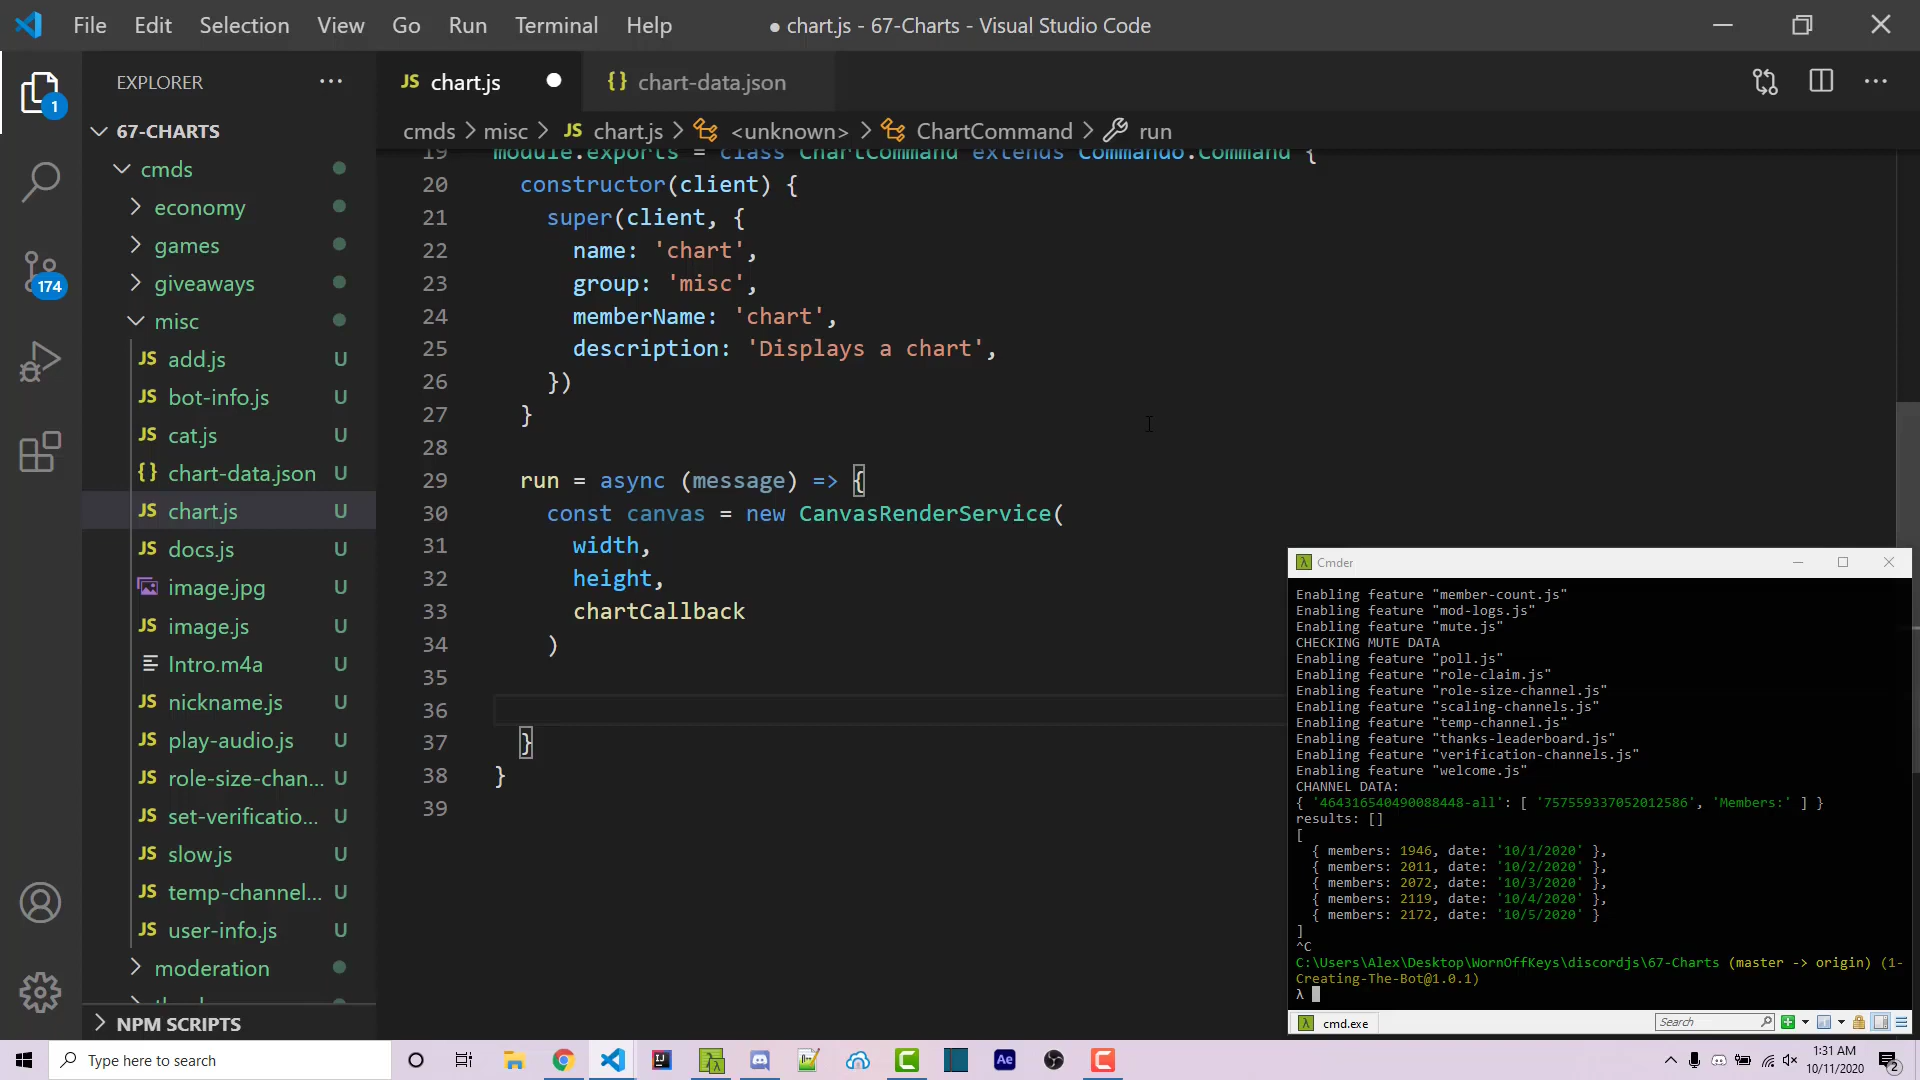 File Edit Selection View Go Run Terminal Help
● chart.js - 67-Charts - Visual Studio Code
EXPLORER
1
174
67-CHARTS
cmds
economy
games
giveaways
misc
JS add.js U
JS bot-info.js U
JS cat.js U
{} chart-data.json U
JS chart.js U
JS docs.js U
image.jpg U
JS image.js U
Intro.m4a U
JS nickname.js U
JS play-audio.js U
JS role-size-chan... U
JS set-verificatio... U
JS slow.js U
JS temp-channel... U
JS user-info.js U
moderation
NPM SCRIPTS
JS chart.js
{} chart-data.json
cmds > misc > JS chart.js > <unknown> > ChartCommand > run
19 module.exports = class ChartCommand extends Commando.Command {
20 constructor(client) {
21 super(client, {
22 name: 'chart',
23 group: 'misc',
24 memberName: 'chart',
25 description: 'Displays a chart',
26 })
27 }
28
29 run = async (message) => {
30 const canvas = new CanvasRenderService(
31 width,
32 height,
33 chartCallback
34 )
35
36
37 }
38 }
39
λ Cmder
Enabling feature "member-count.js"
Enabling feature "mod-logs.js"
Enabling feature "mute.js"
CHECKING MUTE DATA
Enabling feature "poll.js"
Enabling feature "role-claim.js"
Enabling feature "role-size-channel.js"
Enabling feature "scaling-channels.js"
Enabling feature "temp-channel.js"
Enabling feature "thanks-leaderboard.js"
Enabling feature "verification-channels.js"
Enabling feature "welcome.js"
CHANNEL DATA:
{ '464316540490088448-all': [ '757559337052012586', 'Members:' ] }
results: []
[
{ members: 1946, date: '10/1/2020' },
{ members: 2011, date: '10/2/2020' },
{ members: 2072, date: '10/3/2020' },
{ members: 2119, date: '10/4/2020' },
{ members: 2172, date: '10/5/2020' }
]
^C
C:\Users\Alex\Desktop\WornOffKeys\discordjs\67-Charts (master -> origin) (1-
Creating-The-Bot@1.0.1)
λ
λ cmd.exe
Search
Type here to search
Ae
1:31 AM
10/11/2020
2